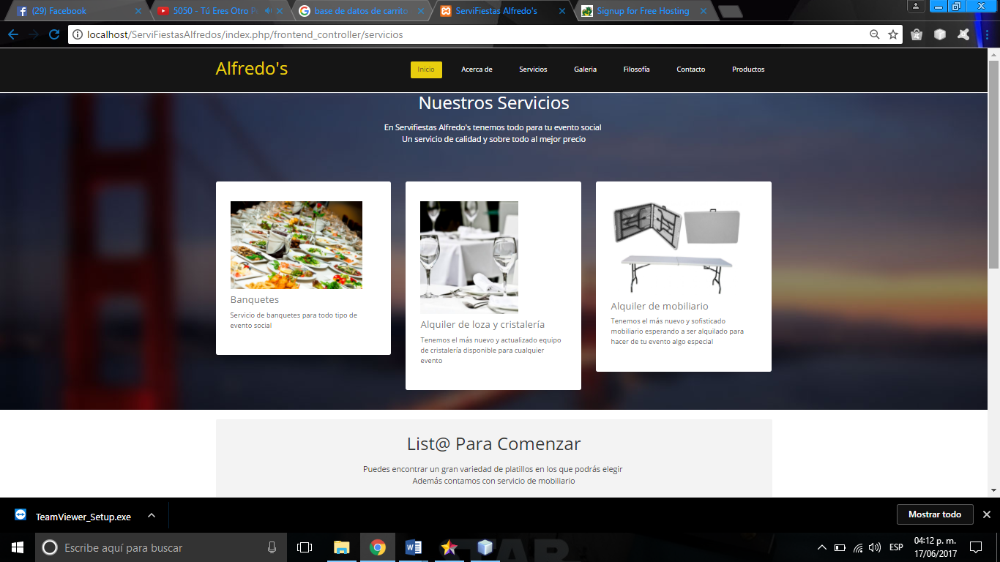 (29) Facebook
5050 - Tú Eres Otro P
base de datos de carrito
ServiFiestas Alfredo's
Signup for Free Hosting
localhost/ServiFiestasAlfredos/index.php/frontend_controller/servicios
Alfredo's
Inicio
Acerca de
Servicios
Galeria
Filosofía
Contacto
Productos
Nuestros Servicios
En Servifiestas Alfredo's tenemos todo para tu evento social
Un servicio de calidad y sobre todo al mejor precio
Banquetes
Servicio de banquetes para todo tipo de
evento social
Alquiler de loza y cristalería
Tenemos el más nuevo y actualizado equipo
de cristalería disponible para cualquier
evento
Alquiler de mobiliario
Tenemos el más nuevo y sofisticado
mobiliario esperando a ser alquilado para
hacer de tu evento algo especial
List@ Para Comenzar
Puedes encontrar un gran variedad de platillos en los que podrás elegir
Además contamos con servicio de mobiliario
TeamViewer_Setup.exe
Mostrar todo
Escribe aquí para buscar
ESP
04:12 p. m.
17/06/2017